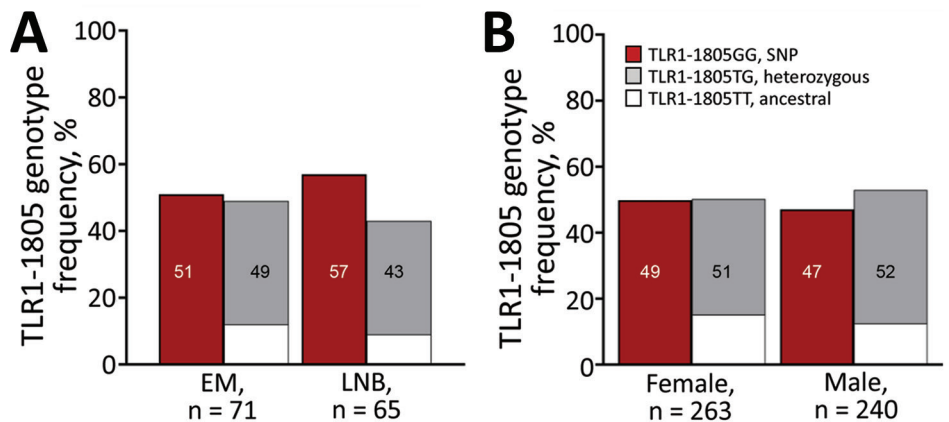 A
TLR1-1805 genotype
frequency, %
100
80
60
40
20
0
51
49
57
43
EM,
n = 71
LNB,
n = 65
B
TLR1-1805 genotype
frequency, %
100
80
60
40
20
0
TLR1-1805GG, SNP
TLR1-1805TG, heterozygous
TLR1-1805TT, ancestral
49
51
47
52
Female,
n = 263
Male,
n = 240